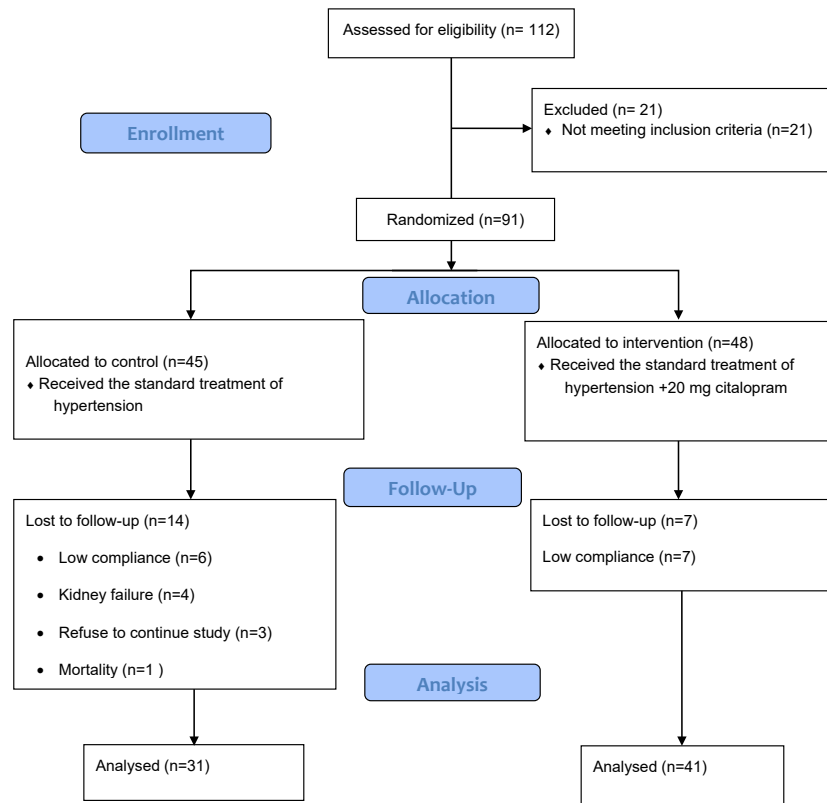 Assessed for eligibility (n= 112)
Excluded (n= 21)
♦ Not meeting inclusion criteria (n=21)
Enrollment
Randomized (n=91)
Allocation
Allocated to control (n=45)
♦ Received the standard treatment of
hypertension
Allocated to intervention (n=48)
♦ Received the standard treatment of
hypertension +20 mg citalopram
Follow-Up
Lost to follow-up (n=14)
• Low compliance (n=6)
• Kidney failure (n=4)
• Refuse to continue study (n=3)
• Mortality (n=1 )
Lost to follow-up (n=7)
Low compliance (n=7)
Analysis
Analysed (n=31)
Analysed (n=41)